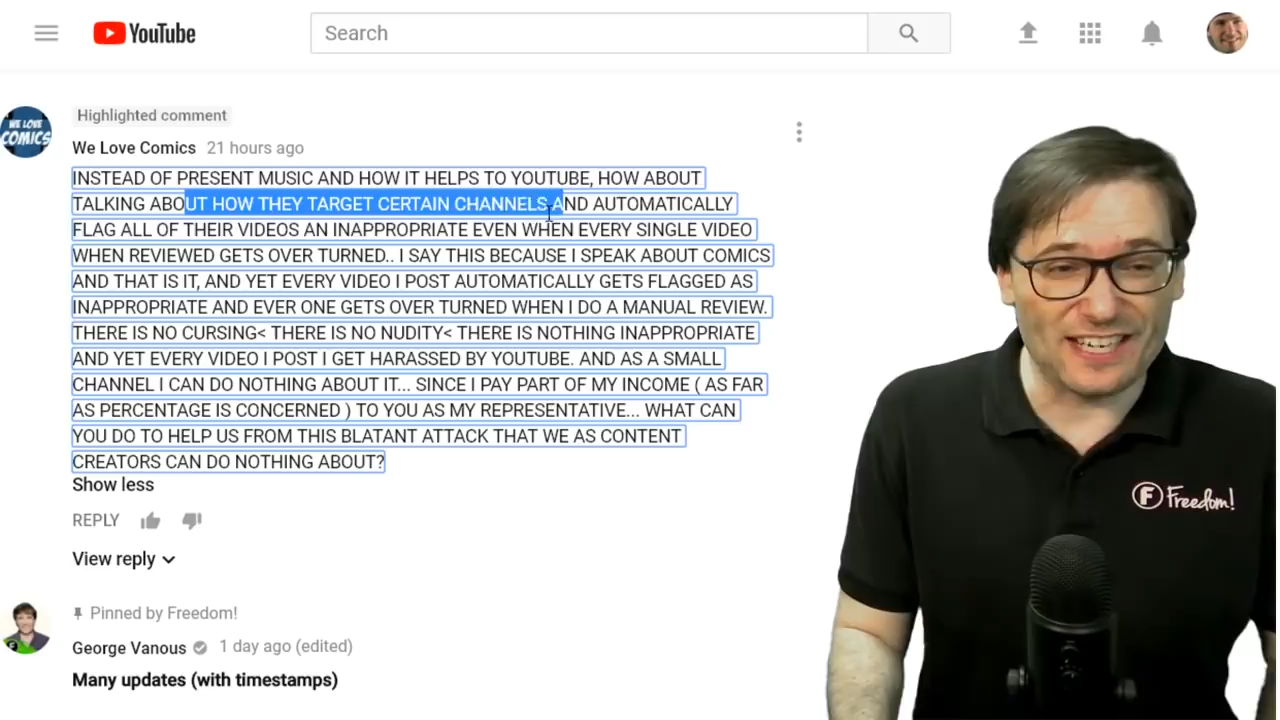 YouTube
Search
WE LOVE
COMICS
Highlighted comment
We Love Comics 21 hours ago
INSTEAD OF PRESENT MUSIC AND HOW IT HELPS TO YOUTUBE, HOW ABOUT
TALKING ABOUT HOW THEY TARGET CERTAIN CHANNELS AND AUTOMATICALLY
FLAG ALL OF THEIR VIDEOS AN INAPPROPRIATE EVEN WHEN EVERY SINGLE VIDEO
WHEN REVIEWED GETS OVER TURNED.. I SAY THIS BECAUSE I SPEAK ABOUT COMICS
AND THAT IS IT, AND YET EVERY VIDEO I POST AUTOMATICALLY GETS FLAGGED AS
INAPPROPRIATE AND EVER ONE GETS OVER TURNED WHEN I DO A MANUAL REVIEW.
THERE IS NO CURSING< THERE IS NO NUDITY< THERE IS NOTHING INAPPROPRIATE
AND YET EVERY VIDEO I POST I GET HARASSED BY YOUTUBE. AND AS A SMALL
CHANNEL I CAN DO NOTHING ABOUT IT... SINCE I PAY PART OF MY INCOME ( AS FAR
AS PERCENTAGE IS CONCERNED ) TO YOU AS MY REPRESENTATIVE... WHAT CAN
YOU DO TO HELP US FROM THIS BLATANT ATTACK THAT WE AS CONTENT
CREATORS CAN DO NOTHING ABOUT?
Show less
REPLY
View reply
Pinned by Freedom!
George Vanous 1 day ago (edited)
Many updates (with timestamps)
F Freedom!